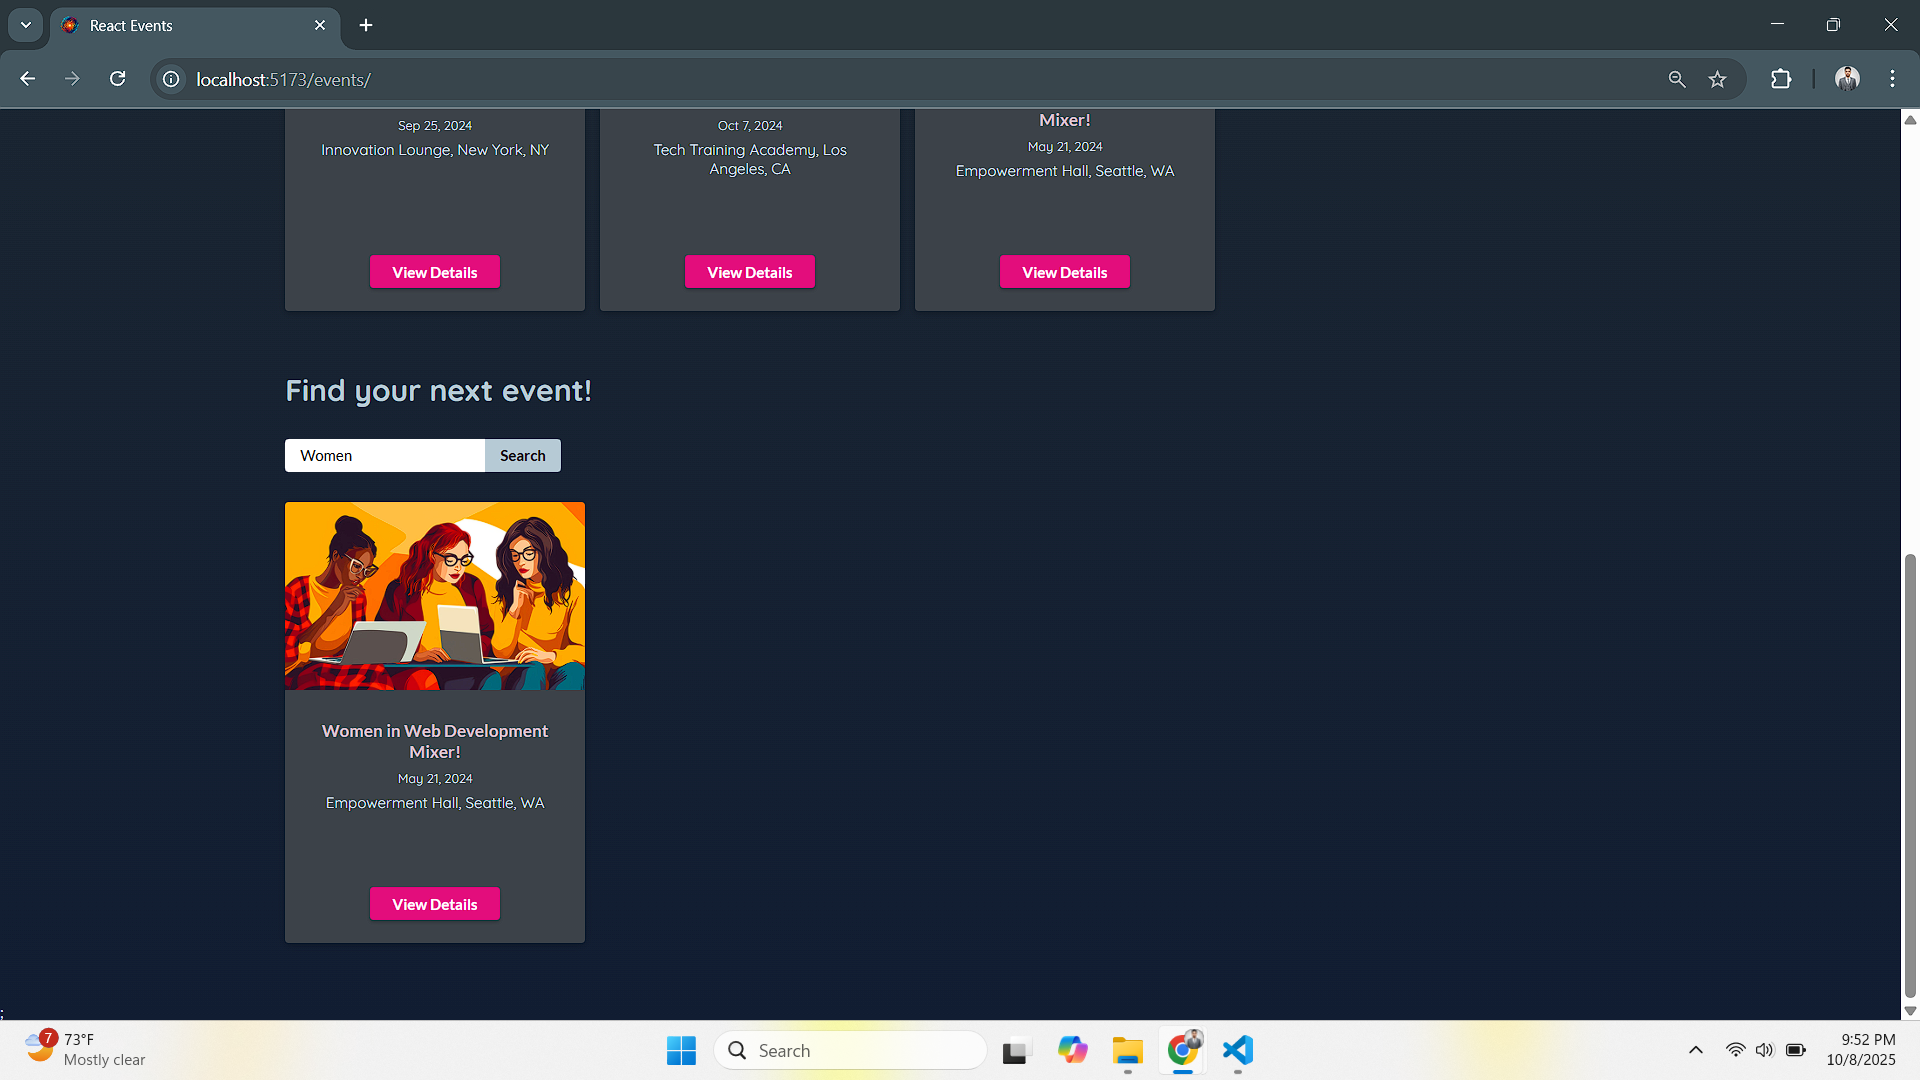 React Events
localhost:5173/events/
Sep 25, 2024
Innovation Lounge, New York, NY
View Details
Oct 7, 2024
Tech Training Academy, Los
Angeles, CA
View Details
Mixer!
May 21, 2024
Empowerment Hall, Seattle, WA
View Details
Find your next event!
Women
Search
Women in Web Development
Mixer!
May 21, 2024
Empowerment Hall, Seattle, WA
View Details
;
7
73°F
Mostly clear
Search
9:52 PM
10/8/2025